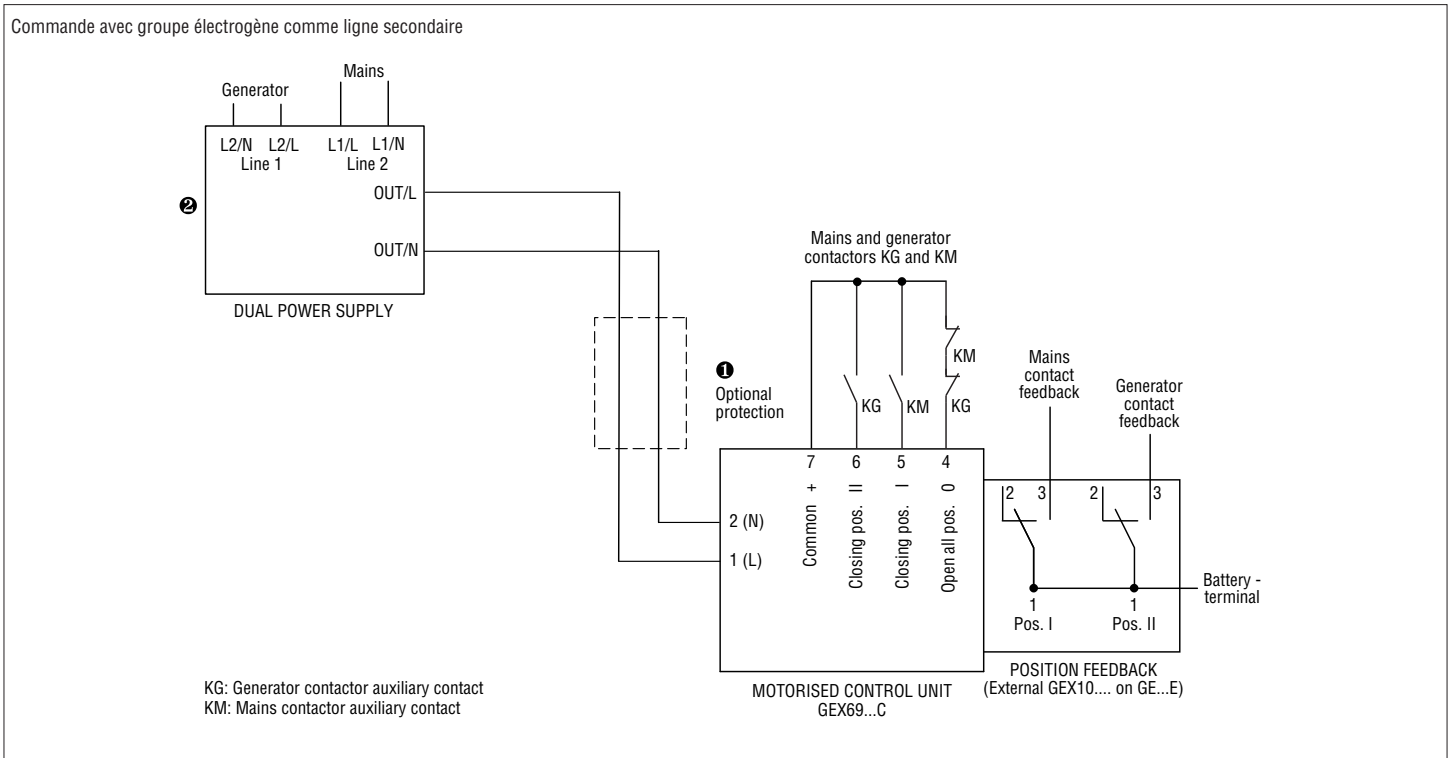 Commande avec groupe électrogène comme ligne secondaire
Generator
Mains
L2/N L2/L L1/L L1/N
Line 1 Line 2
OUT/L
❷
OUT/N
DUAL POWER SUPPLY
❶
Optional
protection
Mains and generator
contactors KG and KM
KM
KG KM KG
7 6 5 4
Common +
Closing pos. II
Closing pos. I
Open all pos. 0
2 (N)
1 (L)
MOTORISED CONTROL UNIT
GEX69...C
Mains
contact
feedback
Generator
contact
feedback
2 3 2 3
1 1
Pos. I Pos. II
Battery -
terminal
POSITION FEEDBACK
(External GEX10.... on GE...E)
KG: Generator contactor auxiliary contact
KM: Mains contactor auxiliary contact